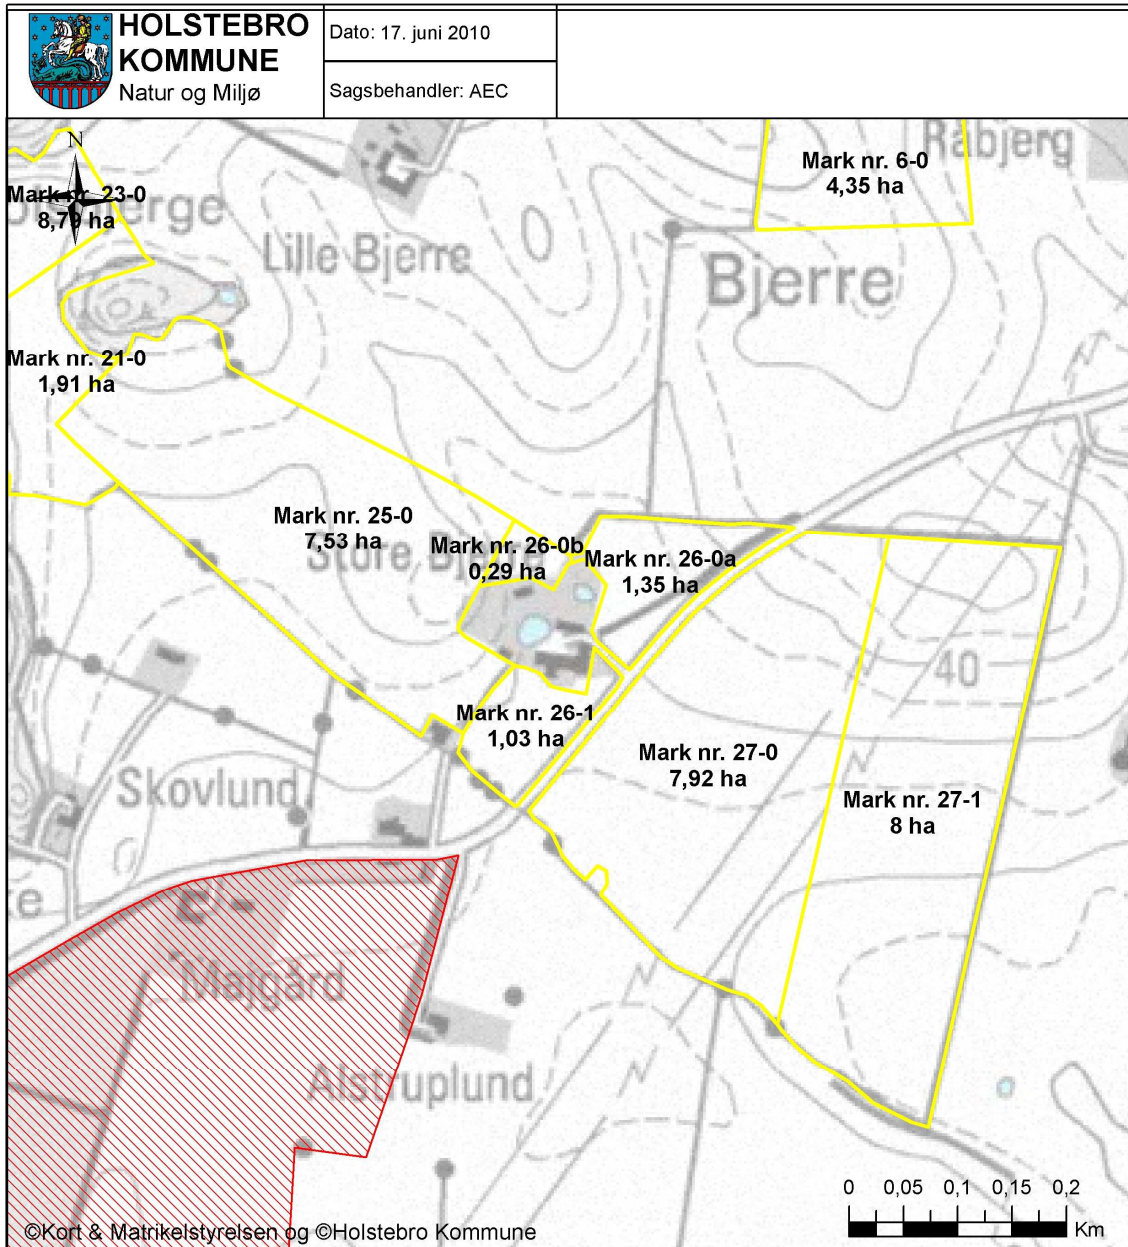 HOLSTEBRO
KOMMUNE
Natur og Miljø
Dato: 17. juni 2010
Sagsbehandler: AEC
N
Rabjerg
Mark nr. 6-0
4,35 ha
Mark nr. 23-0
8,79 ha
Lille Bjerre
Bjerre
Mark nr. 21-0
1,91 ha
Mark nr. 25-0
7,53 ha
Store Bjerre
Mark nr. 26-0b
0,29 ha
Mark nr. 26-0a
1,35 ha
40
Mark nr. 26-1
1,03 ha
Mark nr. 27-0
7,92 ha
Skovlund
Mark nr. 27-1
8 ha
Majgård
Alstruplund
0 0,05 0,1 0,15 0,2
Km
©Kort & Matrikelstyrelsen og ©Holstebro Kommune